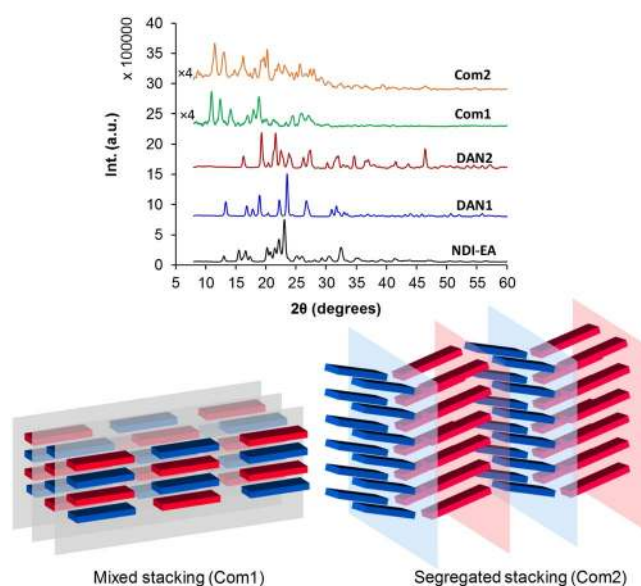 × 100000
40
35
30
25
20
15
10
5
0
Int. (a.u.)
×4
Com2
×4
Com1
DAN2
DAN1
NDI-EA
5 10 15 20 25 30 35 40 45 50 55 60
2θ (degrees)
Mixed stacking (Com1)
Segregated stacking (Com2)